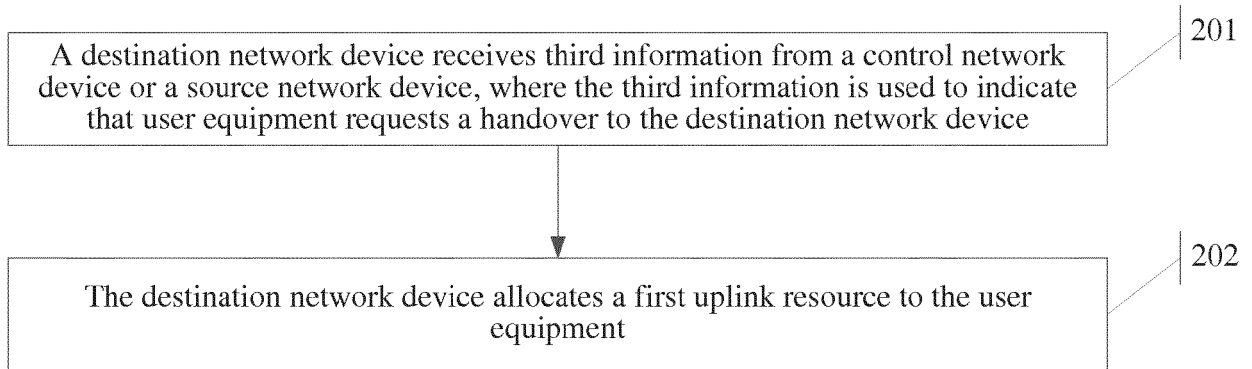 201
A destination network device receives third information from a control network
device or a source network device, where the third information is used to indicate
that user equipment requests a handover to the destination network device
202
The destination network device allocates a first uplink resource to the user
equipment